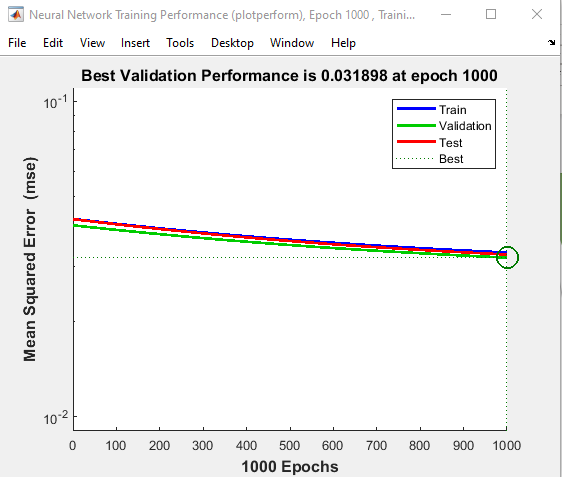 Neural Network Training Performance (plotperform), Epoch 1000 , Traini...
File Edit View Insert Tools Desktop Window Help
Best Validation Performance is 0.031898 at epoch 1000
10-1
Train
Validation
Test
Best
Mean Squared Error (mse)
10-2
0 100 200 300 400 500 600 700 800 900 1000
1000 Epochs